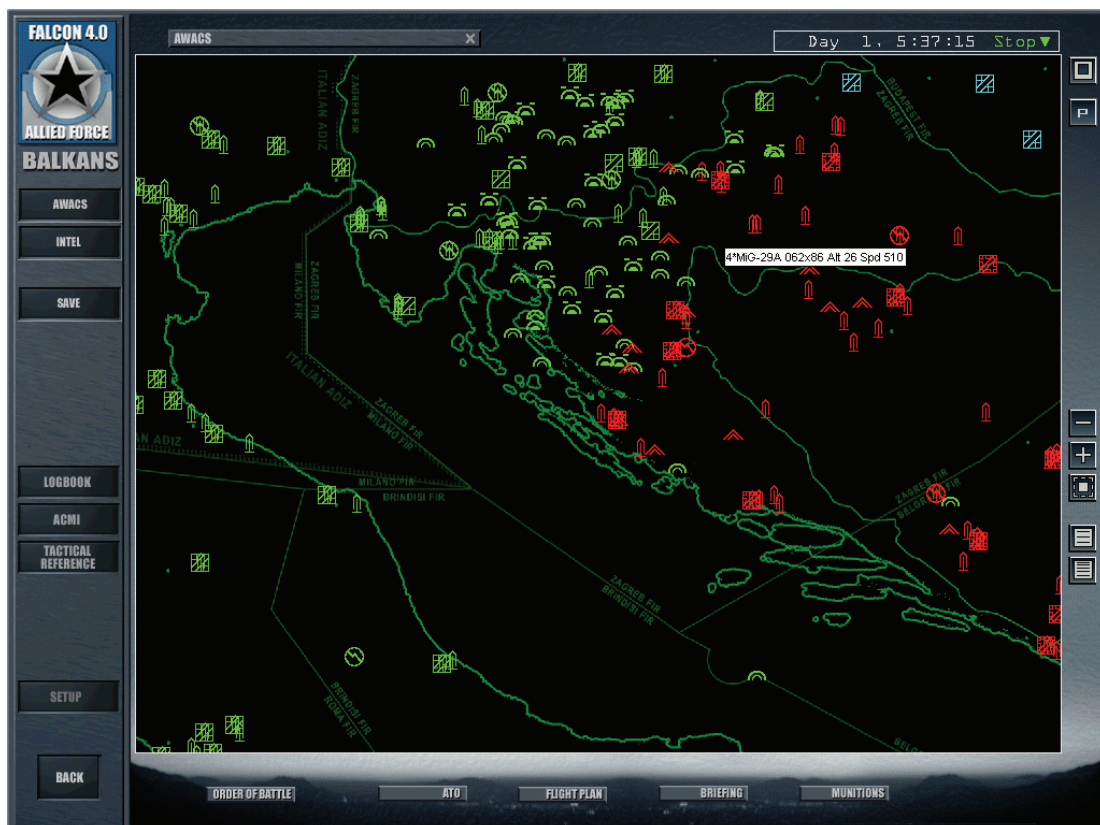 FALCON 4.0
ALLIED FORCE
BALKANS
AWACS
INTEL
SAVE
LOGBOOK
ACMI
TACTICAL
REFERENCE
SETUP
BACK
AWACS
Day 1, 5:37:15 Stop
P
ITALIAN ADIZ
ZAGREB FIR
BUDAPEST FIR
ZAGREB FIR
4*MiG-29A 062x86 Alt 26 Spd 510
MILANO FIR
ZAGREB FIR
ITALIAN ADIZ
ZAGREB FIR
MILANO FIR
AN ADIZ
MILANO FIR
BRINDISI FIR
ZAGREB FIR
BELGR FIR
ZAGREB FIR
BRINDISI FIR
BRINDISI FIR
ROMA FIR
BELG
ORDER OF BATTLE
ATO
FLIGHT PLAN
BRIEFING
MUNITIONS